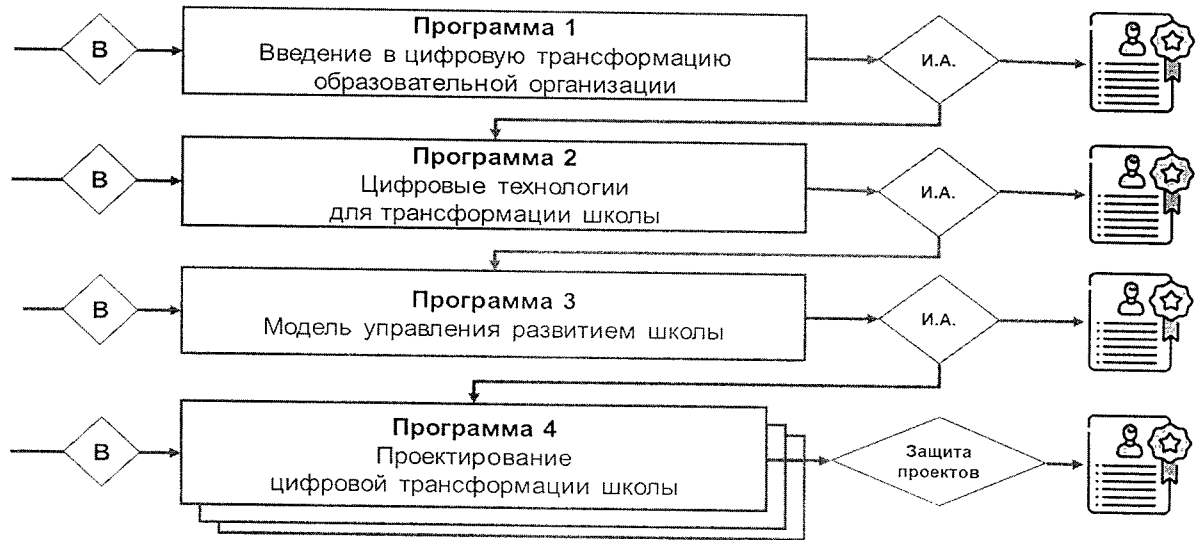 Программа 1
В
Введение в цифровую трансформацию
образовательной организации
И.А.
Программа 2
В
Цифровые технологии
для трансформации школы
И.А.
Программа 3
В
Модель управления развитием школы
И.А.
Программа 4
В
Проектирование
цифровой трансформации школы
Защита
проектов